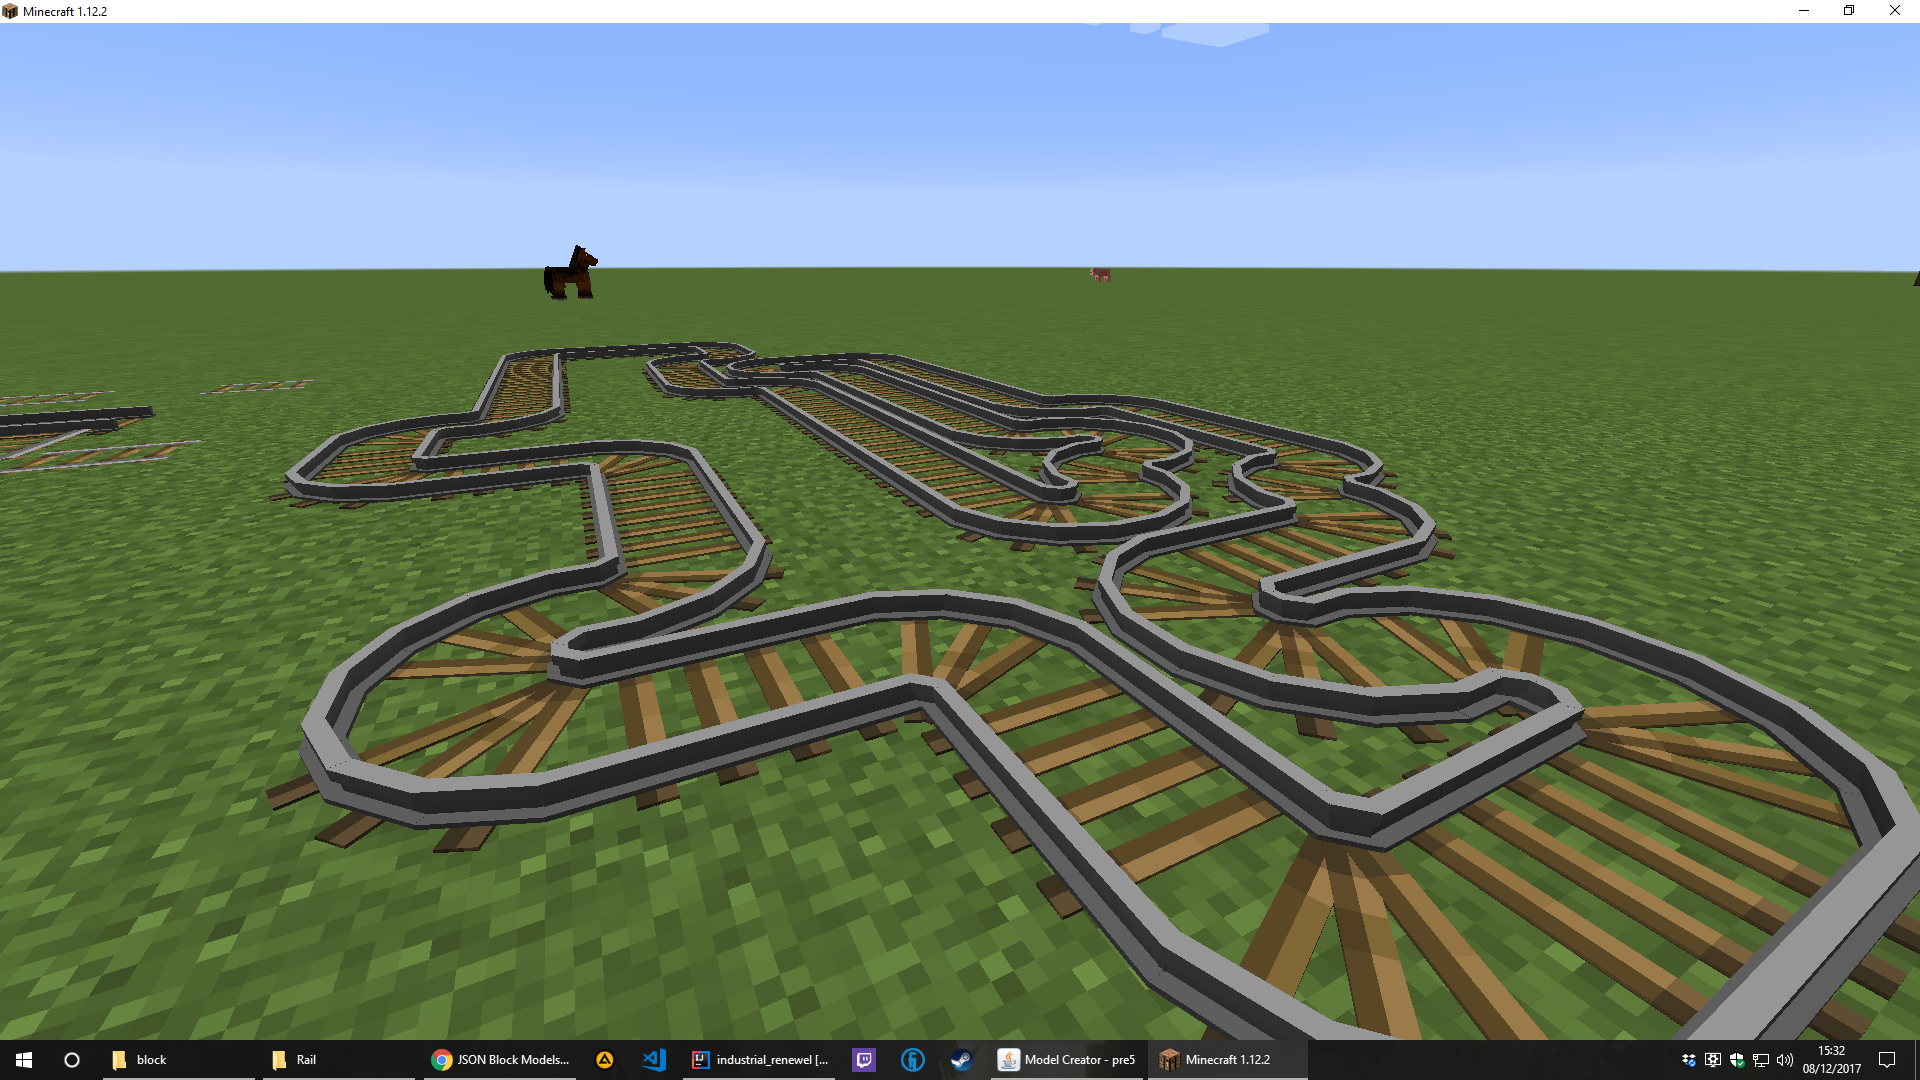 Minecraft 1.12.2
block
Rail
JSON Block Models...
industrial_renewel [...
Model Creator - pre5
Minecraft 1.12.2
15:32
08/12/2017